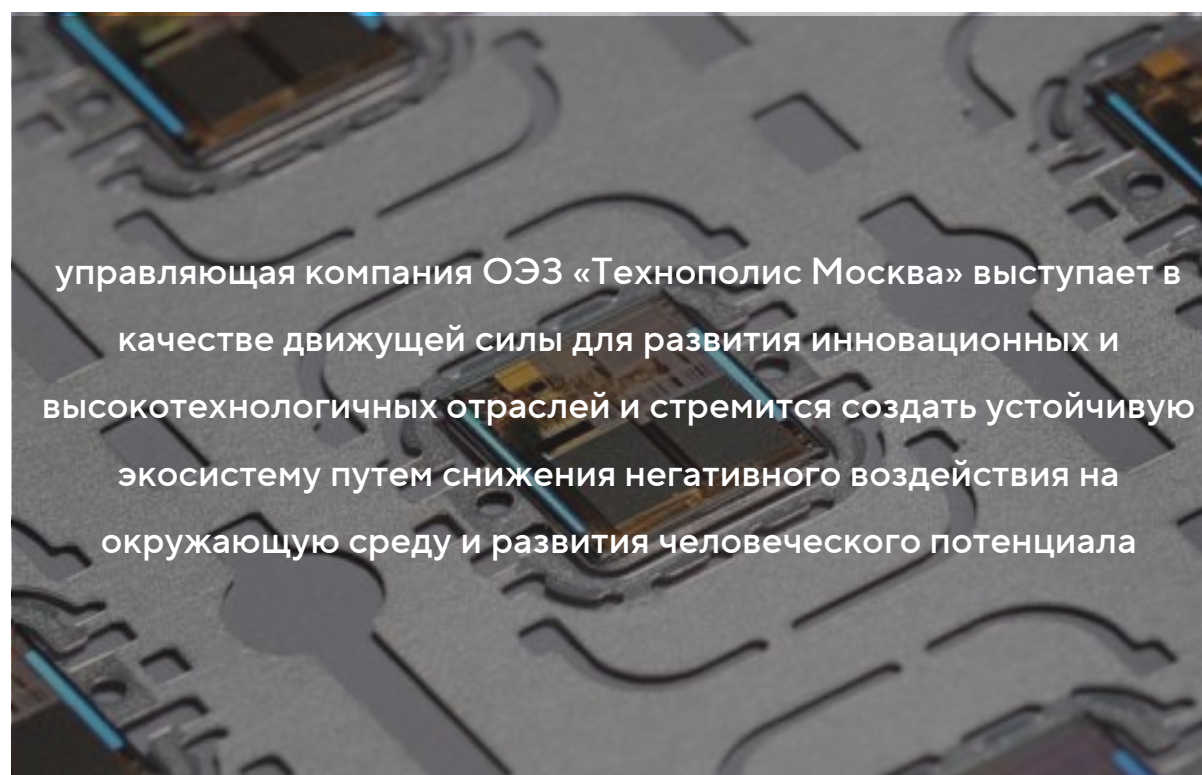 управляющая компания ОЭЗ «Технополис Москва» выступает в
качестве движущей силы для развития инновационных и
высокотехнологичных отраслей и стремится создать устойчивую
экосистему путем снижения негативного воздействия на
окружающую среду и развития человеческого потенциала